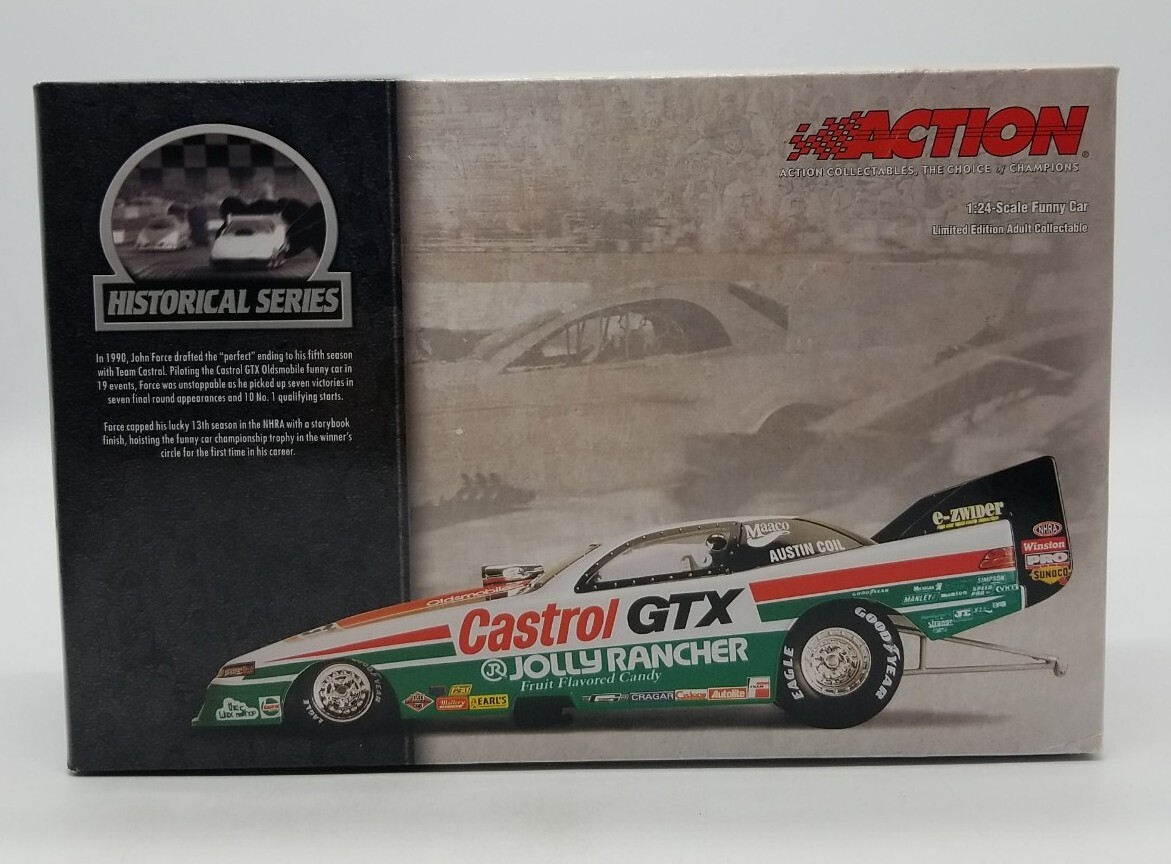 HISTORICAL SERIES
In 1990, John Force drafted the "perfect" ending to his fifth season
with Team Castrol. Piloting the Castrol GTX Oldsmobile funny car in
19 events, Force was unstoppable as he picked up seven victories in
seven final round appearances and 10 No. 1 qualifying starts.
Force capped his lucky 13th season in the NHRA with a storybook
finish, hoisting the funny car championship trophy in the winner's
circle for the first time in his career.
ACTION®
ACTION COLLECTABLES, THE CHOICE of CHAMPIONS
1:24-Scale Funny Car
Limited Edition Adult Collectable
e-zwider
NHRA
Winston
PRO
SUNOCO
Maaco
AUSTIN COIL
Oldsmobile
Castrol GTX
JR JOLLY RANCHER
Fruit Flavored Candy
GOODYEAR
MANLEY
SIMPSON
EAGLE
GOODYEAR
EAGLE
Mallory
EARL'S
CRAGAR
Autolite